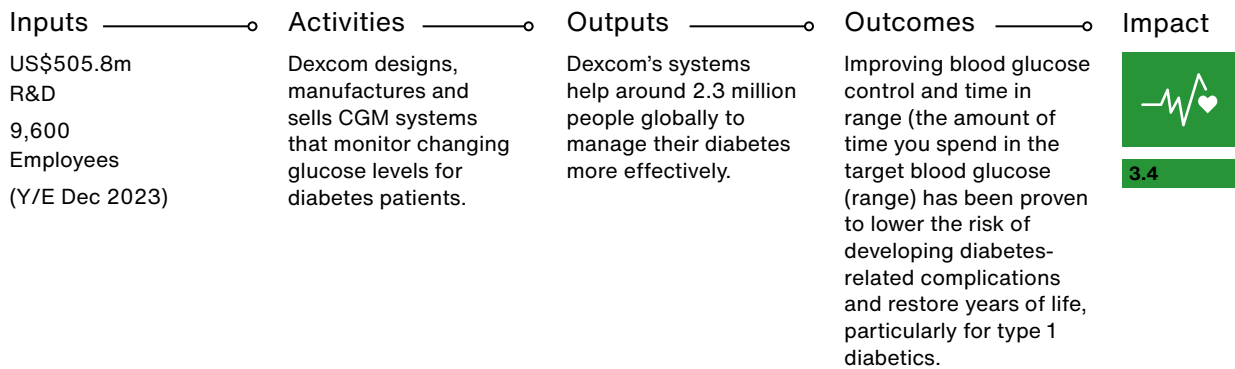 Inputs
US$505.8m
R&D
9,600
Employees
(Y/E Dec 2023)
Activities
Dexcom designs,
manufactures and
sells CGM systems
that monitor changing
glucose levels for
diabetes patients.
Outputs
Dexcom’s systems
help around 2.3 million
people globally to
manage their diabetes
more effectively.
Outcomes
Improving blood glucose
control and time in
range (the amount of
time you spend in the
target blood glucose
(range) has been proven
to lower the risk of
developing diabetes-
related complications
and restore years of life,
particularly for type 1
diabetics.
Impact
3.4